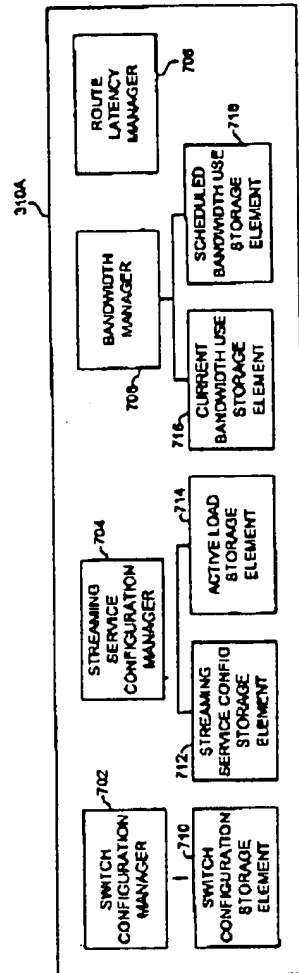 310A
702
SWITCH
CONFIGURATION
MANAGER
710
SWITCH
CONFIGURATION
STORAGE
ELEMENT
704
STREAMING
SERVICE
CONFIGURATION
MANAGER
712
STREAMING
SERVICE CONFIG
STORAGE
ELEMENT
714
ACTIVE LOAD
STORAGE
ELEMENT
706
BANDWIDTH
MANAGER
716
CURRENT
BANDWIDTH USE
STORAGE
ELEMENT
718
SCHEDULED
BANDWIDTH USE
STORAGE
ELEMENT
708
ROUTE
LATENCY
MANAGER